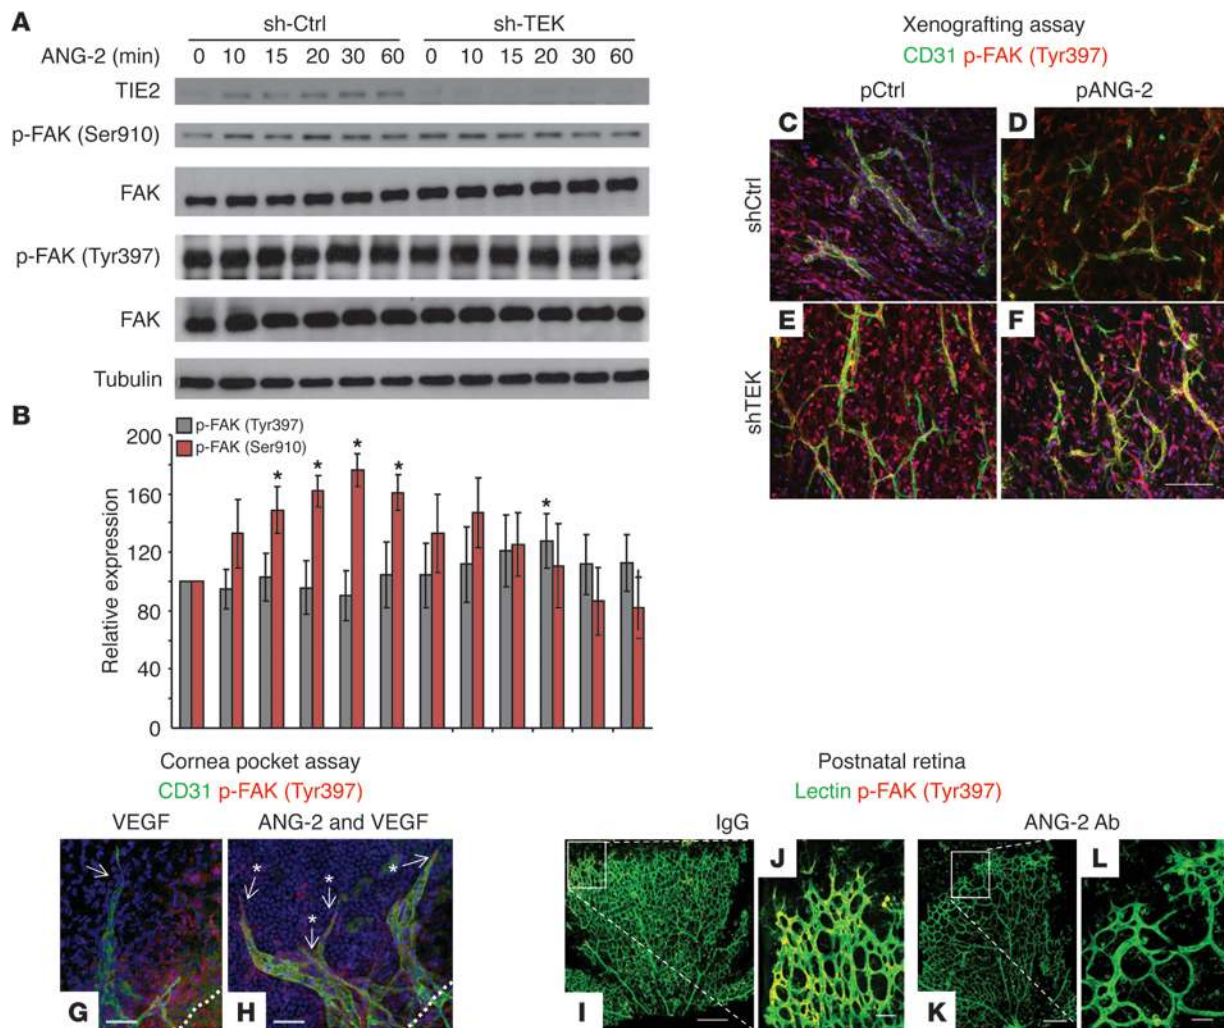 A
sh-Ctrl sh-TEK
ANG-2 (min) 0 10 15 20 30 60 0 10 15 20 30 60
TIE2
p-FAK (Ser910)
FAK
p-FAK (Tyr397)
FAK
Tubulin
B
p-FAK (Tyr397)
p-FAK (Ser910)
Relative expression
200
160
120
80
40
0
* * * * *
Xenografting assay
CD31 p-FAK (Tyr397)
pCtrl pANG-2
shCtrl
C D
shTEK
E F
Cornea pocket assay
CD31 p-FAK (Tyr397)
VEGF ANG-2 and VEGF
* * * *
G H
Postnatal retina
Lectin p-FAK (Tyr397)
IgG ANG-2 Ab
I J K L